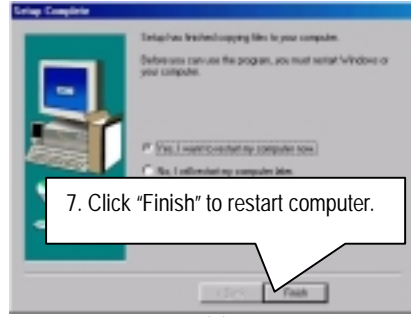 Setup Complete
Setup has finished copying files to your computer.
Before you can use the program, you must restart Windows or
your computer.
Yes, I want to restart my computer now.
No, I will restart my computer later.
7. Click “Finish” to restart computer.
< Back
Finish